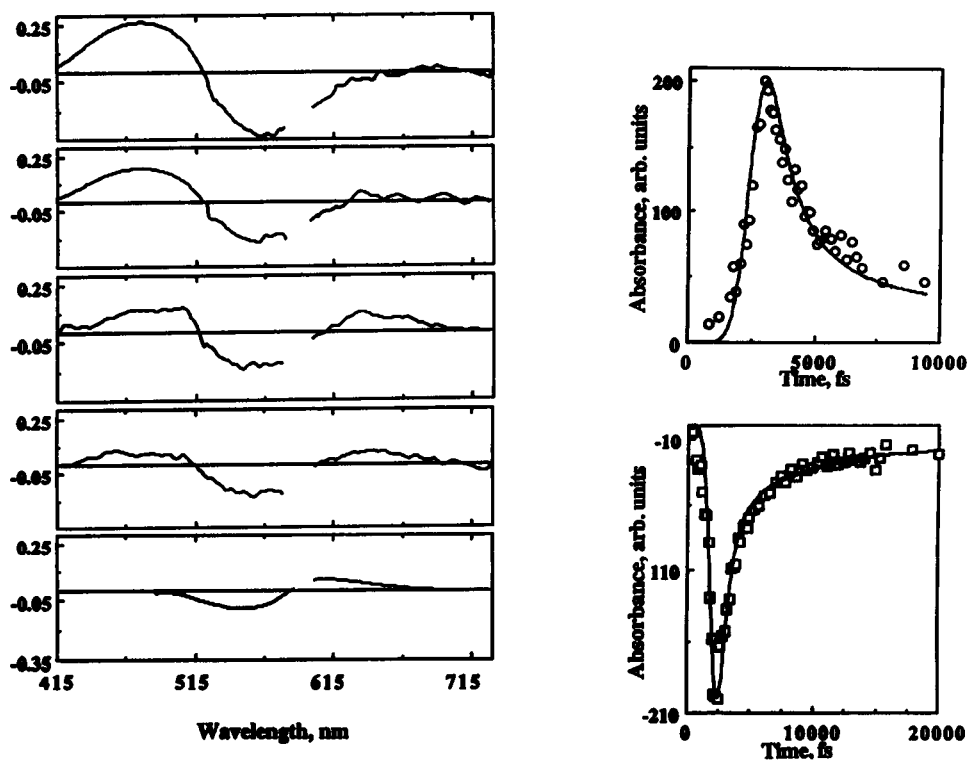 0.25
-0.05
0.25
-0.05
0.25
-0.05
0.25
-0.05
0.25
-0.05
-0.35
415 515 615 715
Wavelength, nm
Absorbance, arb. units
200
100
0
0 5000 10000
Time, fs
Absorbance, arb. units
-10
110
-210
0 10000 20000
Time, fs